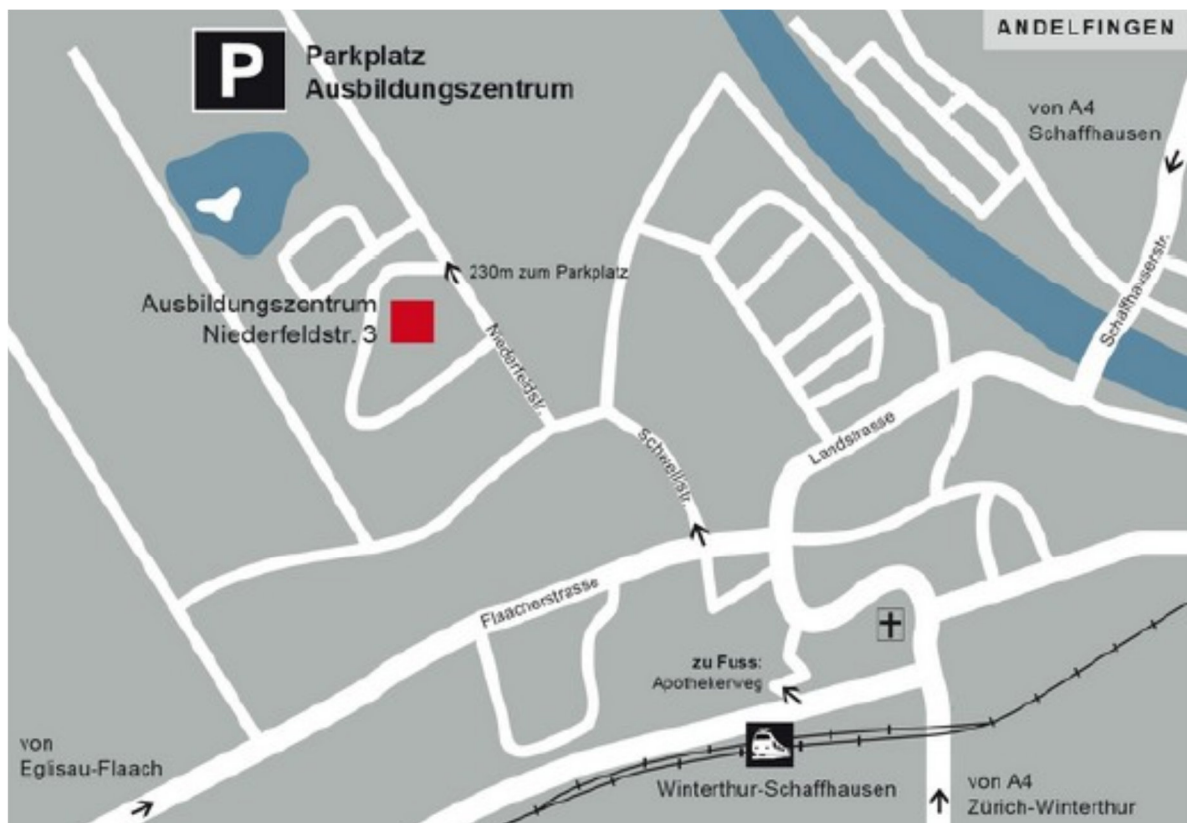 ANDELFINGEN
P
Parkplatz
Ausbildungszentrum
von A4
Schaffhausen
Schaffhauserstr.
230m zum Parkplatz
Ausbildungszentrum
Niederfeldstr. 3
Niederfeldstr.
Schwellstr.
Landstrasse
Flaacherstrasse
zu Fuss:
Apothekerweg
von
Eglisau-Flaach
Winterthur-Schaffhausen
von A4
Zürich-Winterthur